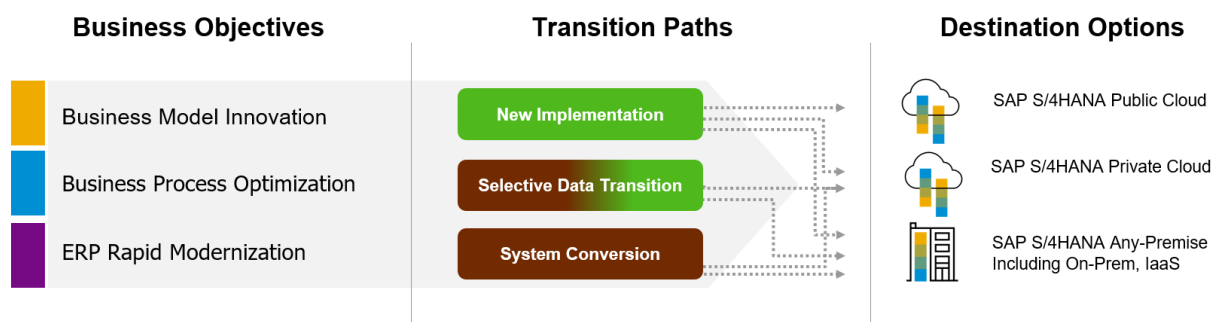 Business Objectives
Transition Paths
Destination Options
Business Model Innovation
New Implementation
SAP S/4HANA Public Cloud
Business Process Optimization
Selective Data Transition
SAP S/4HANA Private Cloud
ERP Rapid Modernization
System Conversion
SAP S/4HANA Any-Premise
Including On-Prem, IaaS